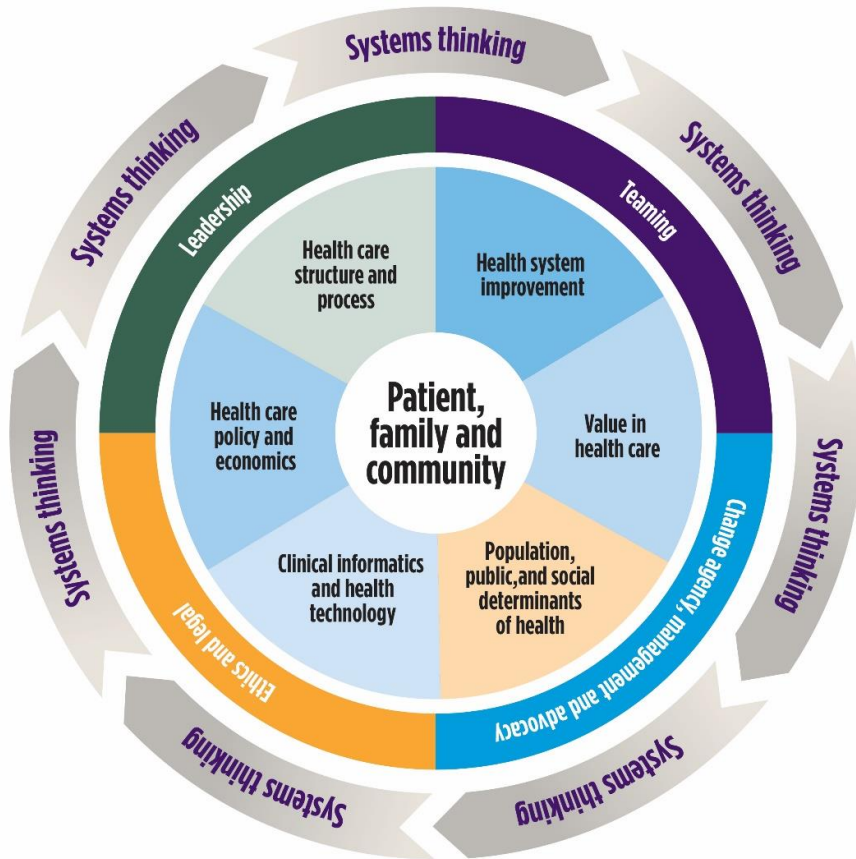 Systems thinking
Systems thinking
Systems thinking
Systems thinking
Systems thinking
Systems thinking
Systems thinking
Leadership
Teaming
Change agency, management and advocacy
Ethics and legal
Health care
structure and
process
Health system
improvement
Value in
health care
Population,
public,and social
determinants
of health
Clinical informatics
and health
technology
Health care
policy and
economics
Patient,
family and
community